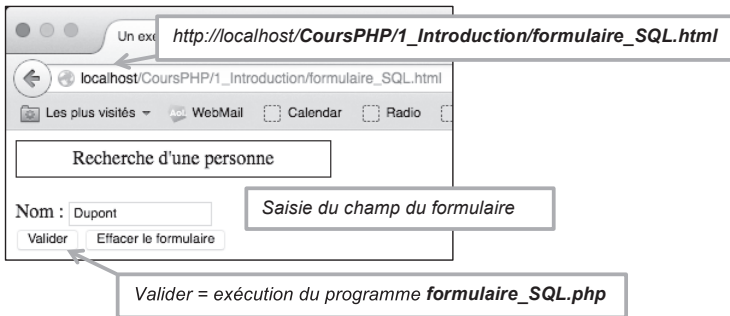 Un exe
http://localhost/CoursPHP/1_Introduction/formulaire_SQL.html
localhost/CoursPHP/1_Introduction/formulaire_SQL.html
Les plus visités WebMail Calendar Radio
Recherche d'une personne
Nom : Dupont
Saisie du champ du formulaire
Valider Effacer le formulaire
Valider = exécution du programme formulaire_SQL.php